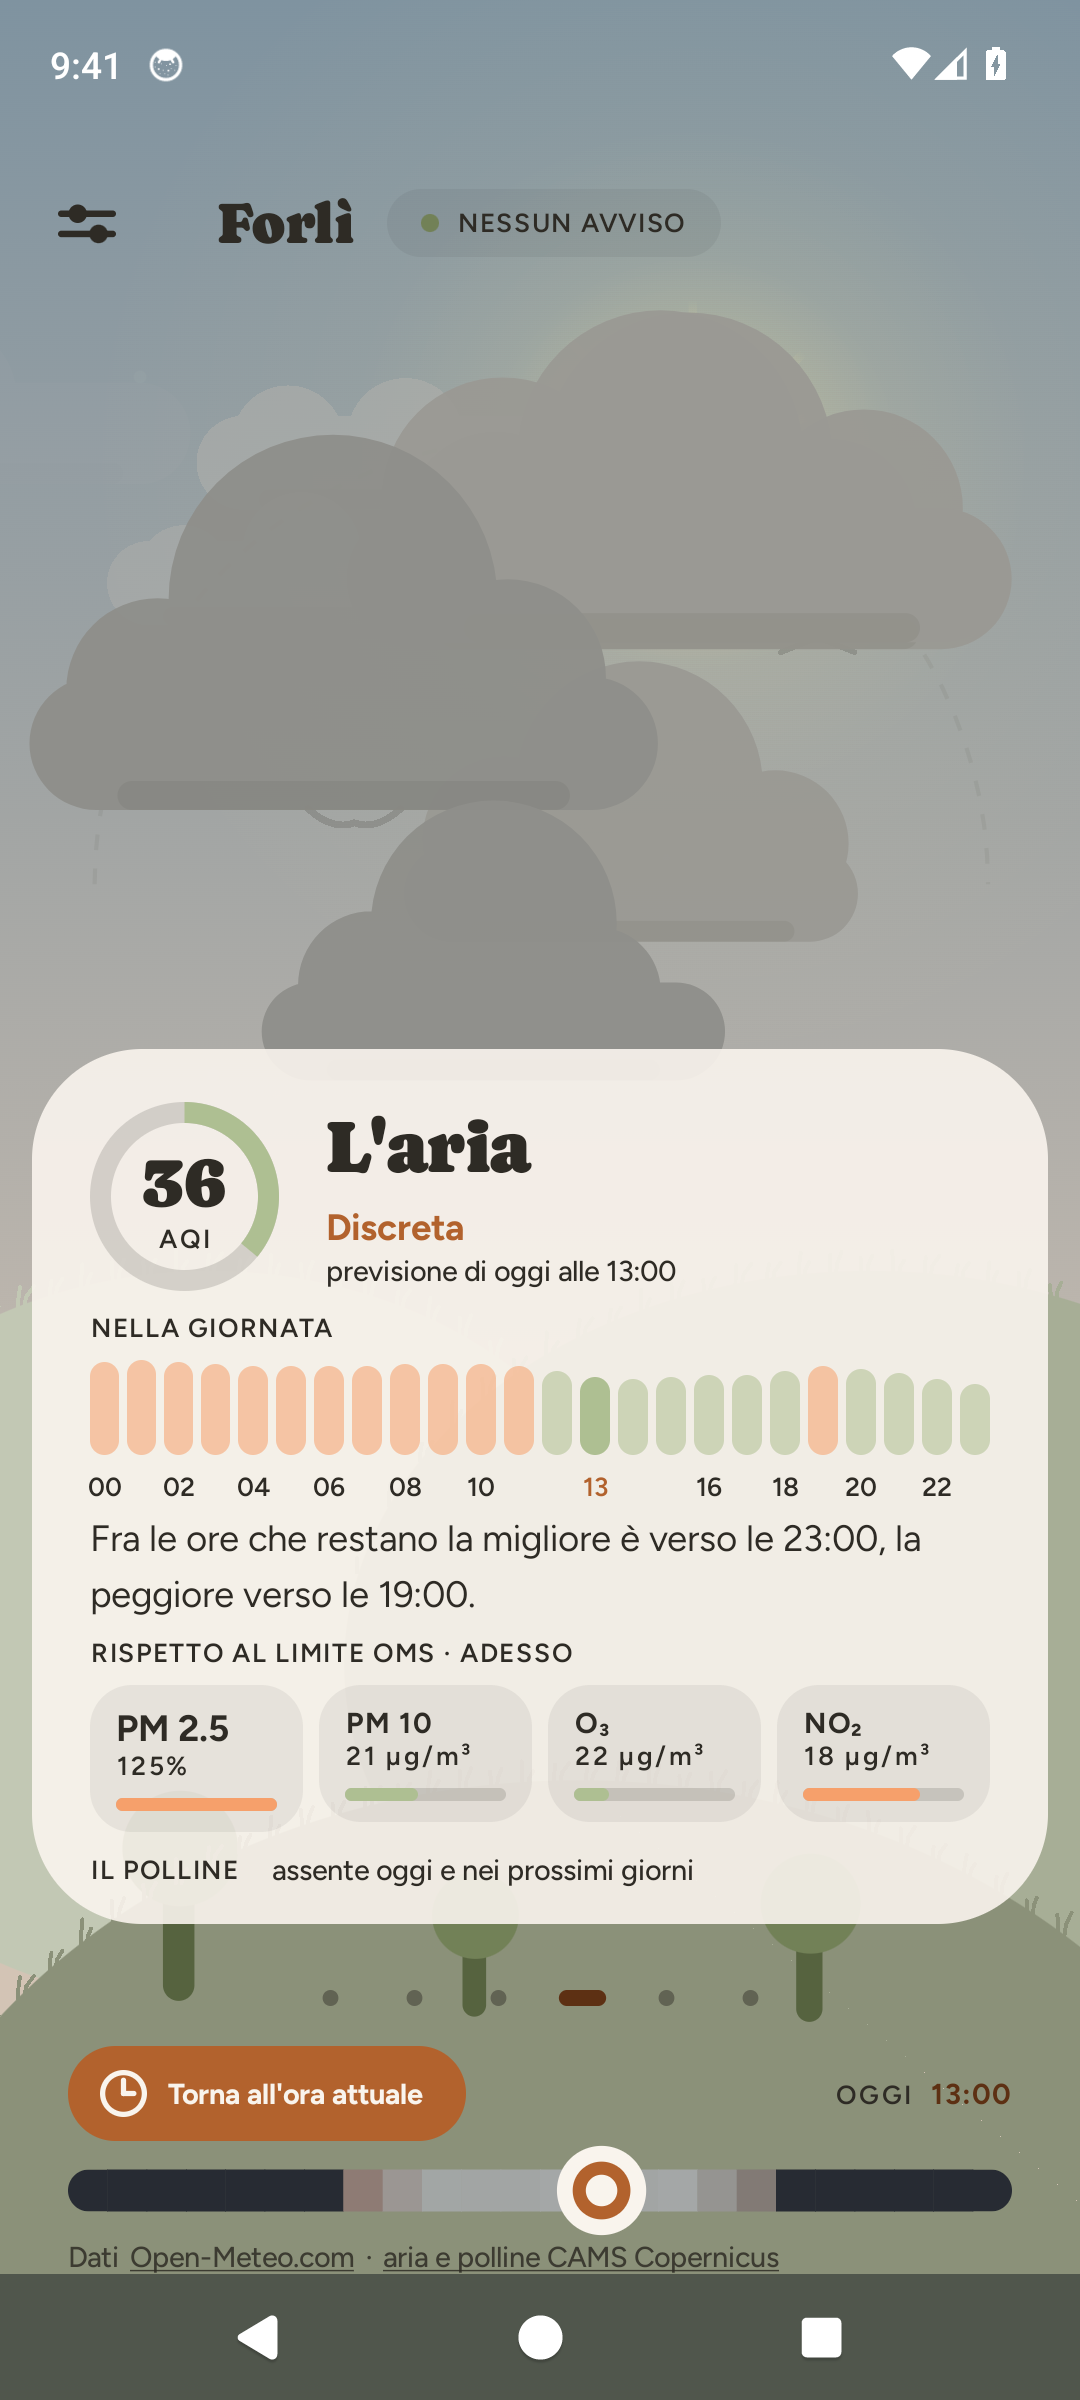 9:41
Forlì
NESSUN AVVISO
36
AQI
L'aria
Discreta
previsione di oggi alle 13:00
NELLA GIORNATA
00 02 04 06 08 10 13 16 18 20 22
Fra le ore che restano la migliore è verso le 23:00, la
peggiore verso le 19:00.
RISPETTO AL LIMITE OMS · ADESSO
PM 2.5
125%
PM 10
21 µg/m³
O₃
22 µg/m³
NO₂
18 µg/m³
IL POLLINE assente oggi e nei prossimi giorni
Torna all'ora attuale
OGGI 13:00
Dati Open-Meteo.com · aria e polline CAMS Copernicus